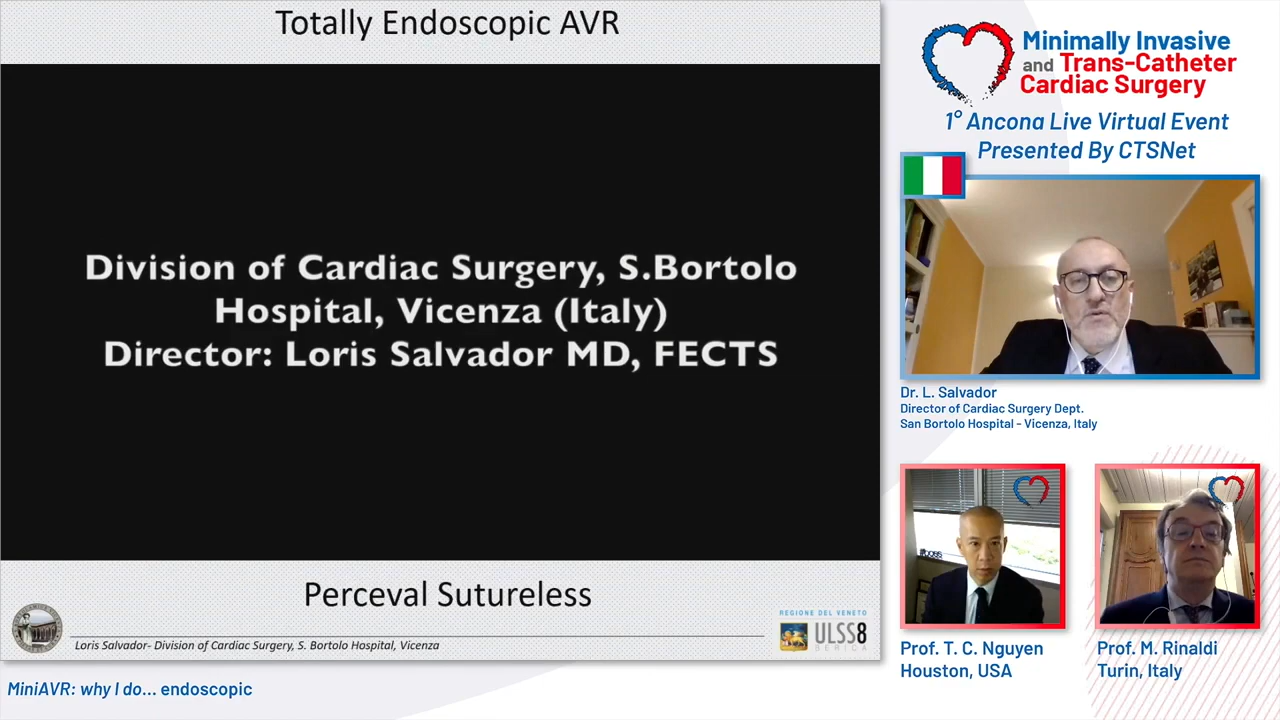 Totally Endoscopic AVR
Division of Cardiac Surgery, S.Bortolo
Hospital, Vicenza (Italy)
Director: Loris Salvador MD, FECTS
Perceval Sutureless
Loris Salvador- Division of Cardiac Surgery, S. Bortolo Hospital, Vicenza
REGIONE DEL VENETO
ULSS8
BERICA
MiniAVR: why I do... endoscopic
Minimally Invasive
and Trans-Catheter
Cardiac Surgery
1° Ancona Live Virtual Event
Presented By CTSNet
Dr. L. Salvador
Director of Cardiac Surgery Dept.
San Bortolo Hospital - Vicenza, Italy
Prof. T. C. Nguyen
Houston, USA
Prof. M. Rinaldi
Turin, Italy